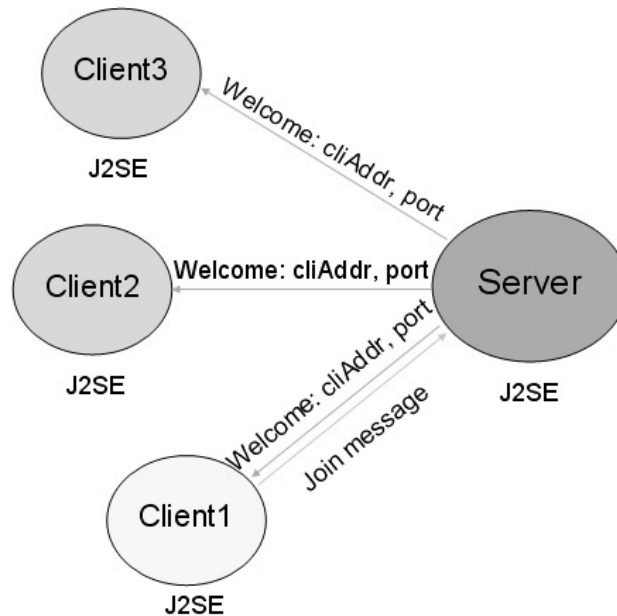 Client3
J2SE
Welcome: cliAddr, port
Client2
J2SE
Welcome: cliAddr, port
Server
J2SE
Welcome: cliAddr, port
Join message
Client1
J2SE